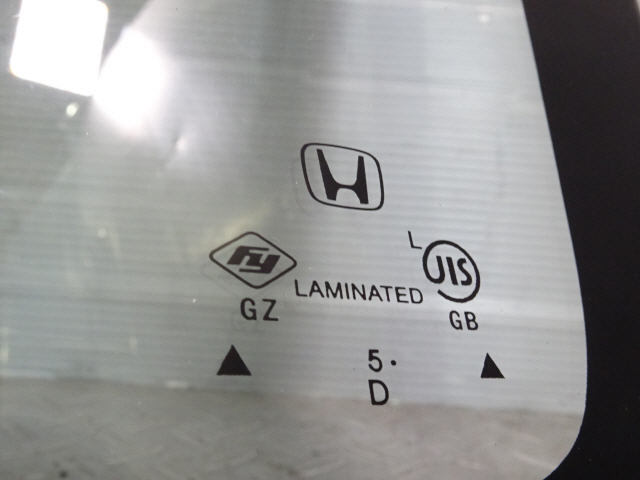 FY
L
JIS
LAMINATED
GZ
GB
5.
D